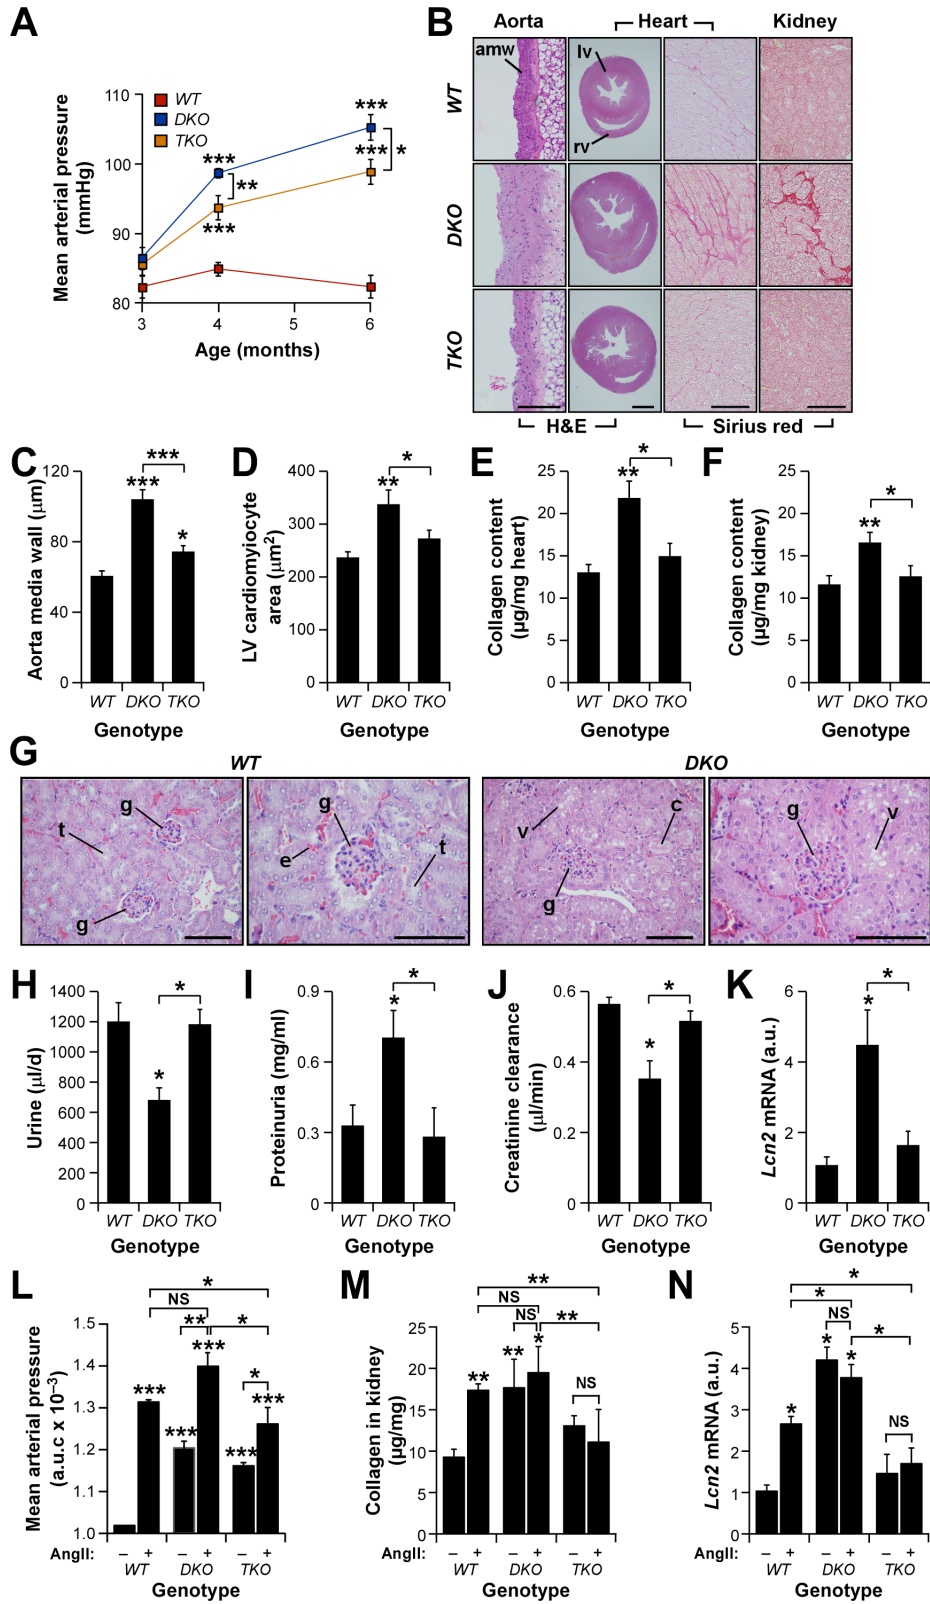 A
B
Aorta
Heart
Kidney
amw
lv
rv
WT
DKO
TKO
H&E
Sirius red
Mean arterial pressure
(mmHg)
110
100
90
80
WT
DKO
TKO
***
***
***
***
**
*
3
4
5
6
Age (months)
C
D
E
F
Aorta media wall (μm)
120
80
40
0
***
***
*
WT DKO TKO
Genotype
LV cardiomyiocyte
area (μm²)
400
300
200
100
0
**
*
WT DKO TKO
Genotype
Collagen content
(μg/mg heart)
25
20
15
10
5
0
**
*
WT DKO TKO
Genotype
Collagen content
(μg/mg kidney)
25
20
15
10
5
0
**
*
WT DKO TKO
Genotype
G
WT
DKO
g
t
g
g
e
t
v
c
g
g
v
H
I
J
K
Urine (μl/d)
1400
1200
1000
800
600
400
200
0
*
*
WT DKO TKO
Genotype
Proteinuria (mg/ml)
0.9
0.6
0.3
0
*
*
WT DKO TKO
Genotype
Creatinine clearance
(μl/min)
0.6
0.4
0.2
0
*
*
WT DKO TKO
Genotype
Lcn2 mRNA (a.u.)
6
4
2
0
*
*
WT DKO TKO
Genotype
L
M
N
Mean arterial pressure
(a.u.c x 10⁻³)
1.5
1.4
1.3
1.2
1.1
1.0
*
NS
** *
***
***
***
***
*
***
AngII: – + – + – +
WT DKO TKO
Genotype
Collagen in kidney
(μg/mg)
25
20
15
10
5
0
**
NS
NS **
**
**
*
NS
AngII: – + – + – +
WT DKO TKO
Genotype
Lcn2 mRNA (a.u.)
5
4
3
2
1
0
*
*
NS
*
*
*
*
NS
AngII: – + – + – +
WT DKO TKO
Genotype